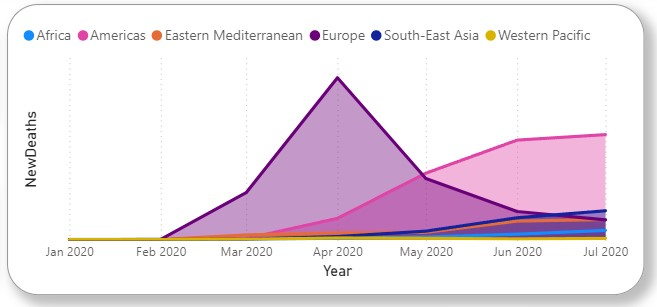 Africa Americas Eastern Mediterranean Europe South-East Asia Western Pacific
NewDeaths
Jan 2020 Feb 2020 Mar 2020 Apr 2020 May 2020 Jun 2020 Jul 2020
Year